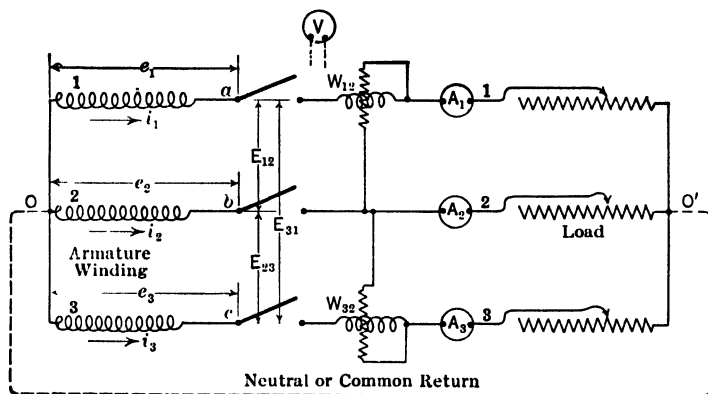 V
e₁
1
a
i₁
W₁₂
A₁
1
E₁₂
O
e₂
2
b
i₂
E₃₁
A₂
2
Load
O'
Armature
Winding
E₂₃
e₃
3
c
i₃
W₃₂
A₃
3
Neutral or Common Return